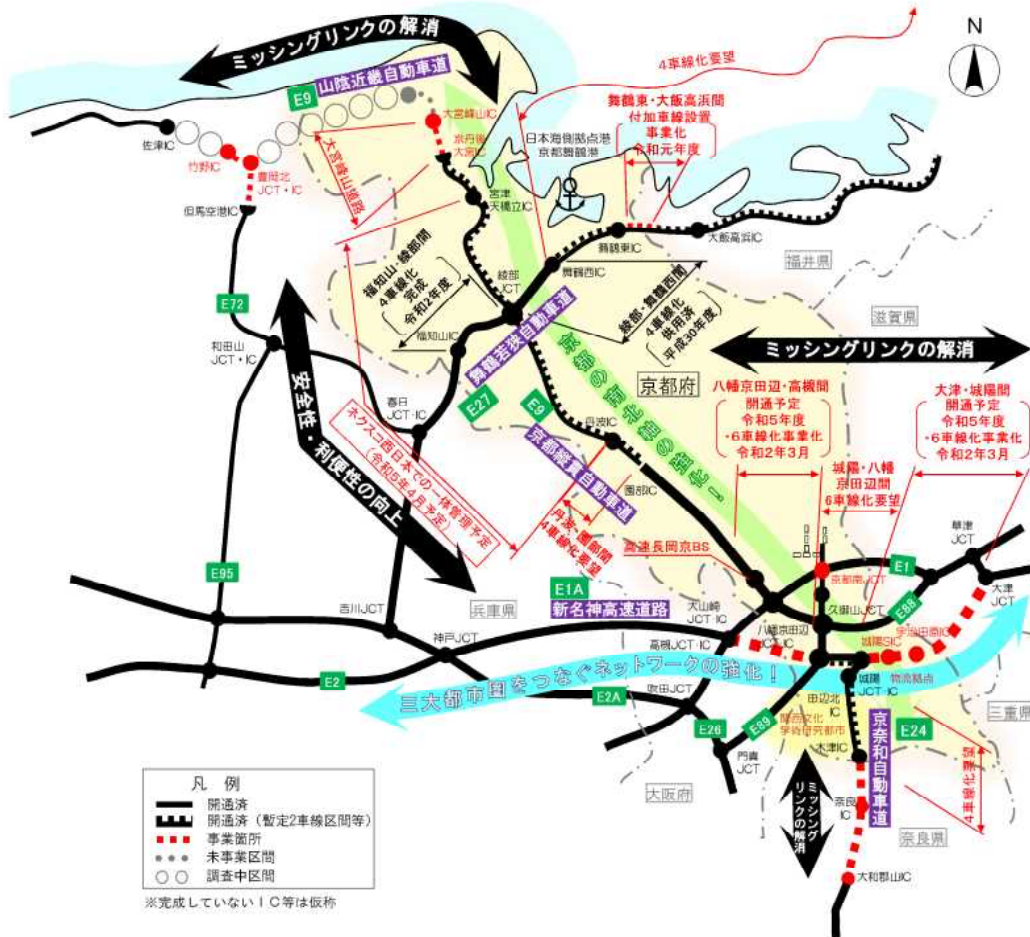 ミッシングリンクの解消
N
4車線化要望
E9
山陰近畿自動車道
大宮峰山IC
京丹後
大宮IC
舞鶴東・大飯高浜間
付加車線設置
事業化
令和元年度
日本海側拠点港
京都舞鶴港
佐津IC
竹野IC
豊岡北
JCT・IC
但馬空港IC
大宮峰山道路
宮津
天橋立IC
舞鶴東IC
大飯高浜IC
福井県
綾部
JCT
舞鶴西IC
福知山・綾部間
4車線化
完成
令和2年度
綾部・舞鶴西間
4車線化
供用済
平成30年度
福知山IC
舞鶴若狭自動車道
E72
和田山
JCT・IC
安全性・利便性の向上
春日
JCT・IC
E27
E9
京都の南北軸の強化！
京都府
滋賀県
ミッシングリンクの解消
八幡京田辺・高槻間
開通予定
令和5年度
・6車線化事業化
令和2年3月
大津・城陽間
開通予定
令和5年度
・6車線化事業化
令和2年3月
城陽・八幡
京田辺間
6車線化要望
ネクスコ西日本での一体管理予定
（令和5年4月予定）
丹波IC
京都縦貫自動車道
園部IC
丹波・園部間
4車線化要望
高速長岡京BS
草津
JCT
E1
京都南JCT
大津
JCT
E95
吉川JCT
兵庫県
E1A
新名神高速道路
大山崎
JCT・IC
久御山JCT
E88
神戸JCT
高槻JCT・IC
八幡京田辺
JCT・IC
城陽SIC
宇治田原IC
E2
三大都市圏をつなぐネットワークの強化！
E2A
吹田JCT
田辺北
IC
城陽
JCT・IC
物流拠点
三重県
E26
E89
関西文化
学術研究都市
E24
門真
JCT
木津IC
京奈和自動車道
4車線化要望
大阪府
ミッシング
リンクの解消
奈良
IC
奈良県
大和郡山IC
凡 例
開通済
開通済（暫定2車線区間等）
事業箇所
未事業区間
調査中区間
※完成していないIC等は仮称